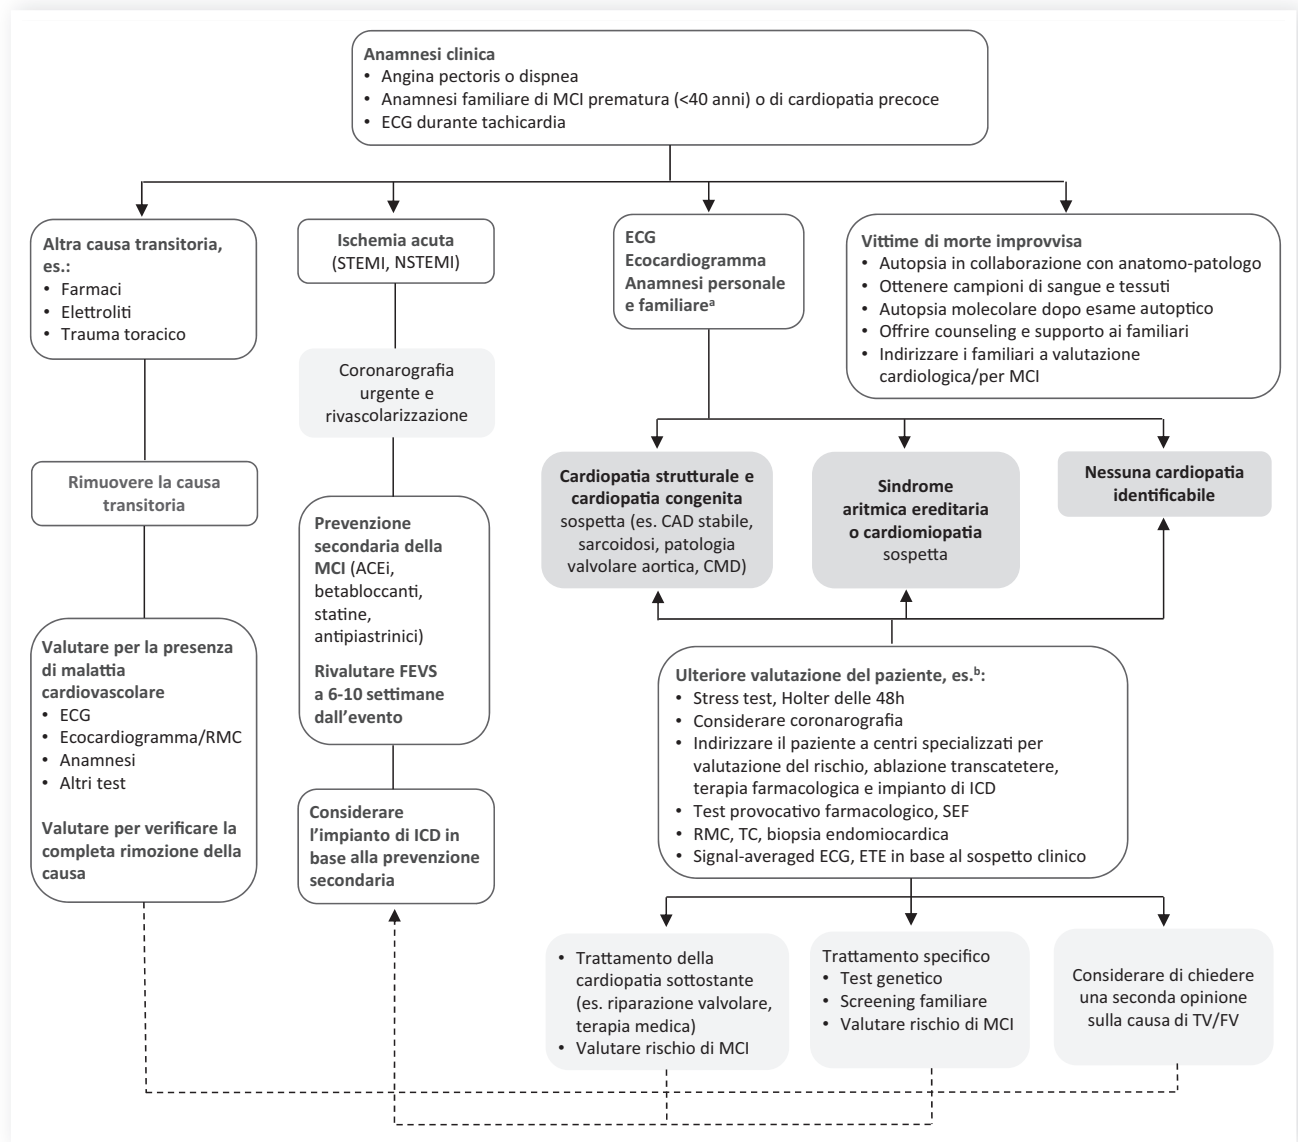 Anamnesi clinica
• Angina pectoris o dispnea
• Anamnesi familiare di MCI prematura (<40 anni) o di cardiopatia precoce
• ECG durante tachicardia
Altra causa transitoria,
es.:
• Farmaci
• Elettroliti
• Trauma toracico
Ischemia acuta
(STEMI, NSTEMI)
ECG
Ecocardiogramma
Anamnesi personale
e familiareᵃ
Vittime di morte improvvisa
• Autopsia in collaborazione con anatomo-patologo
• Ottenere campioni di sangue e tessuti
• Autopsia molecolare dopo esame autoptico
• Offrire counseling e supporto ai familiari
• Indirizzare i familiari a valutazione
cardiologica/per MCI
Coronarografia
urgente e
rivascolarizzazione
Rimuovere la causa
transitoria
Cardiopatia strutturale e
cardiopatia congenita
sospetta (es. CAD stabile,
sarcoidosi, patologia
valvolare aortica, CMD)
Sindrome
aritmica ereditaria
o cardiomiopatia
sospetta
Nessuna cardiopatia
identificabile
Prevenzione
secondaria della
MCI (ACEi,
betabloccanti,
statine,
antipiastrinici)
Rivalutare FEVS
a 6-10 settimane
dall'evento
Valutare per la presenza
di malattia
cardiovascolare
• ECG
• Ecocardiogramma/RMC
• Anamnesi
• Altri test
Valutare per verificare la
completa rimozione della
causa
Ulteriore valutazione del paziente, es.ᵇ:
• Stress test, Holter delle 48h
• Considerare coronarografia
• Indirizzare il paziente a centri specializzati per
valutazione del rischio, ablazione transcatetere,
terapia farmacologica e impianto di ICD
• Test provocativo farmacologico, SEF
• RMC, TC, biopsia endomiocardica
• Signal-averaged ECG, ETE in base al sospetto clinico
Considerare
l'impianto di ICD in
base alla prevenzione
secondaria
• Trattamento della
cardiopatia sottostante
(es. riparazione valvolare,
terapia medica)
• Valutare rischio di MCI
Trattamento specifico
• Test genetico
• Screening familiare
• Valutare rischio di MCI
Considerare di chiedere
una seconda opinione
sulla causa di TV/FV